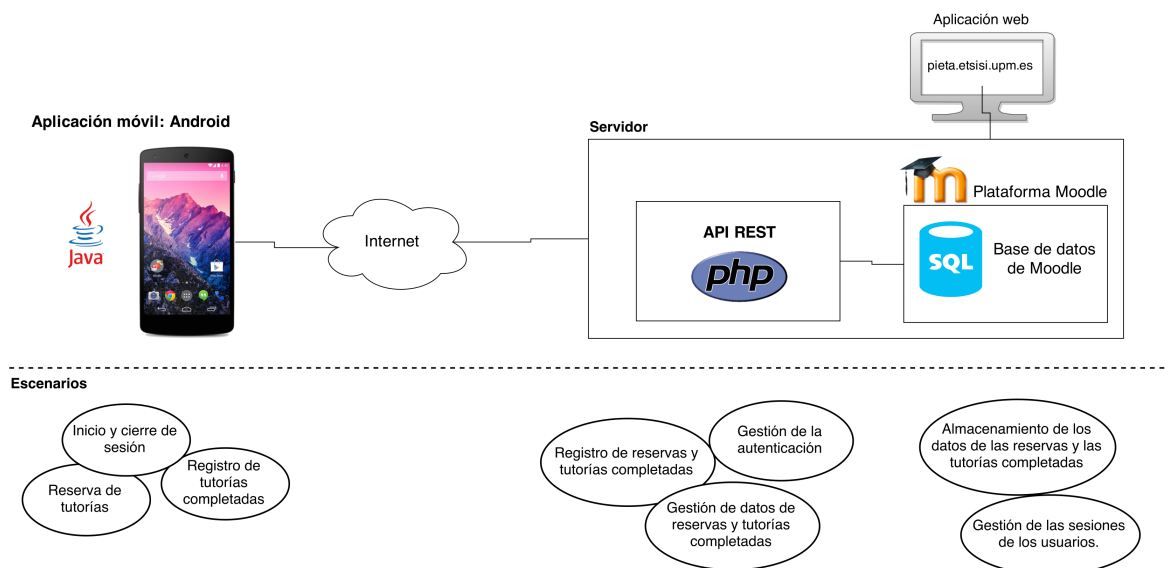 Aplicación web
pieta.etsisi.upm.es
Aplicación móvil: Android
Servidor
Java
Internet
API REST
php
Plataforma Moodle
SQL
Base de datos
de Moodle
Escenarios
Inicio y cierre de
sesión
Reserva de
tutorías
Registro de
tutorías
completadas
Registro de reservas y
tutorías completadas
Gestión de la
autenticación
Gestión de datos de
reservas y tutorías
completadas
Almacenamiento de los
datos de las reservas y las
tutorías completadas
Gestión de las sesiones
de los usuarios.